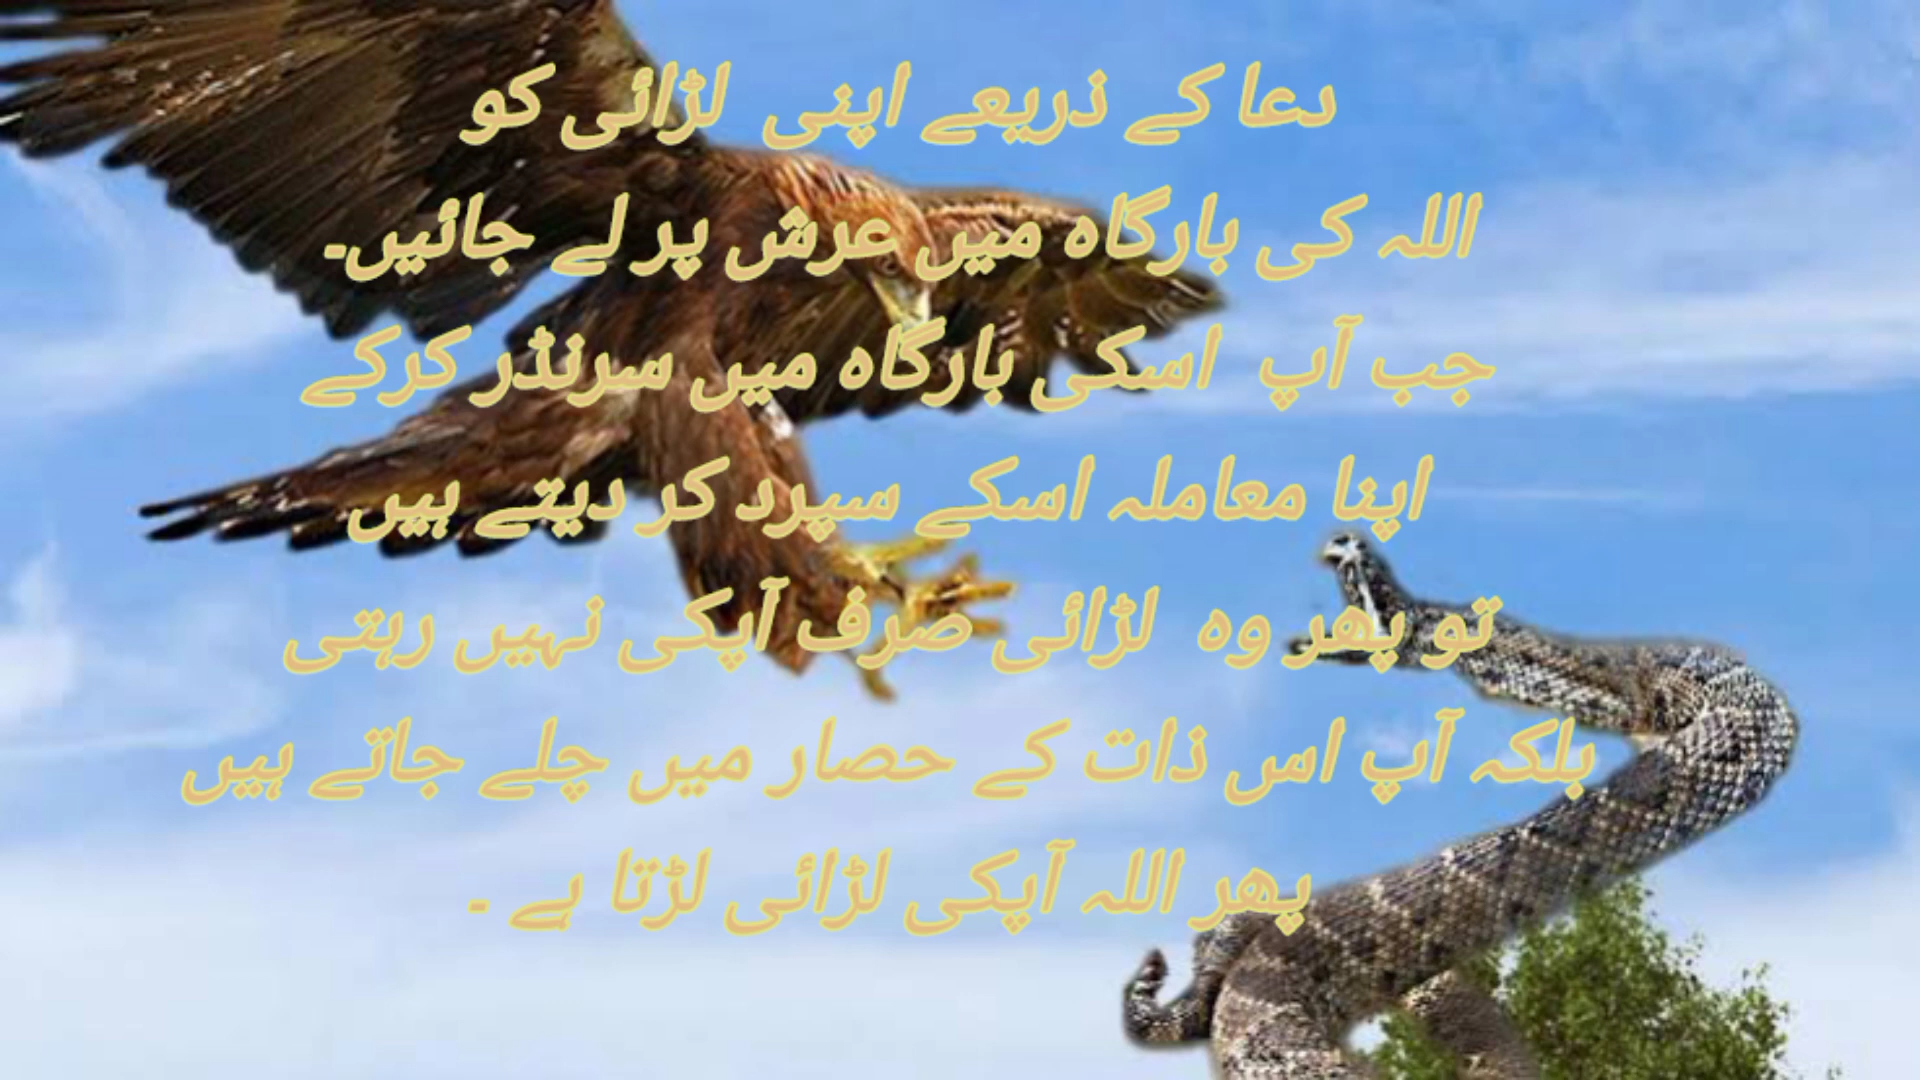 دعا کے ذریعے اپنی لڑائی کو
اللہ کی بارگاہ میں عرش پر لے جائیں۔
جب آپ اسکی بارگاہ میں سرنڈر کرکے
اپنا معاملہ اسکے سپرد کر دیتے ہیں
تو پھر وہ لڑائی صرف آپکی نہیں رہتی
بلکہ آپ اس ذات کے حصار میں چلے جاتے ہیں
پھر اللہ آپکی لڑائی لڑتا ہے ۔